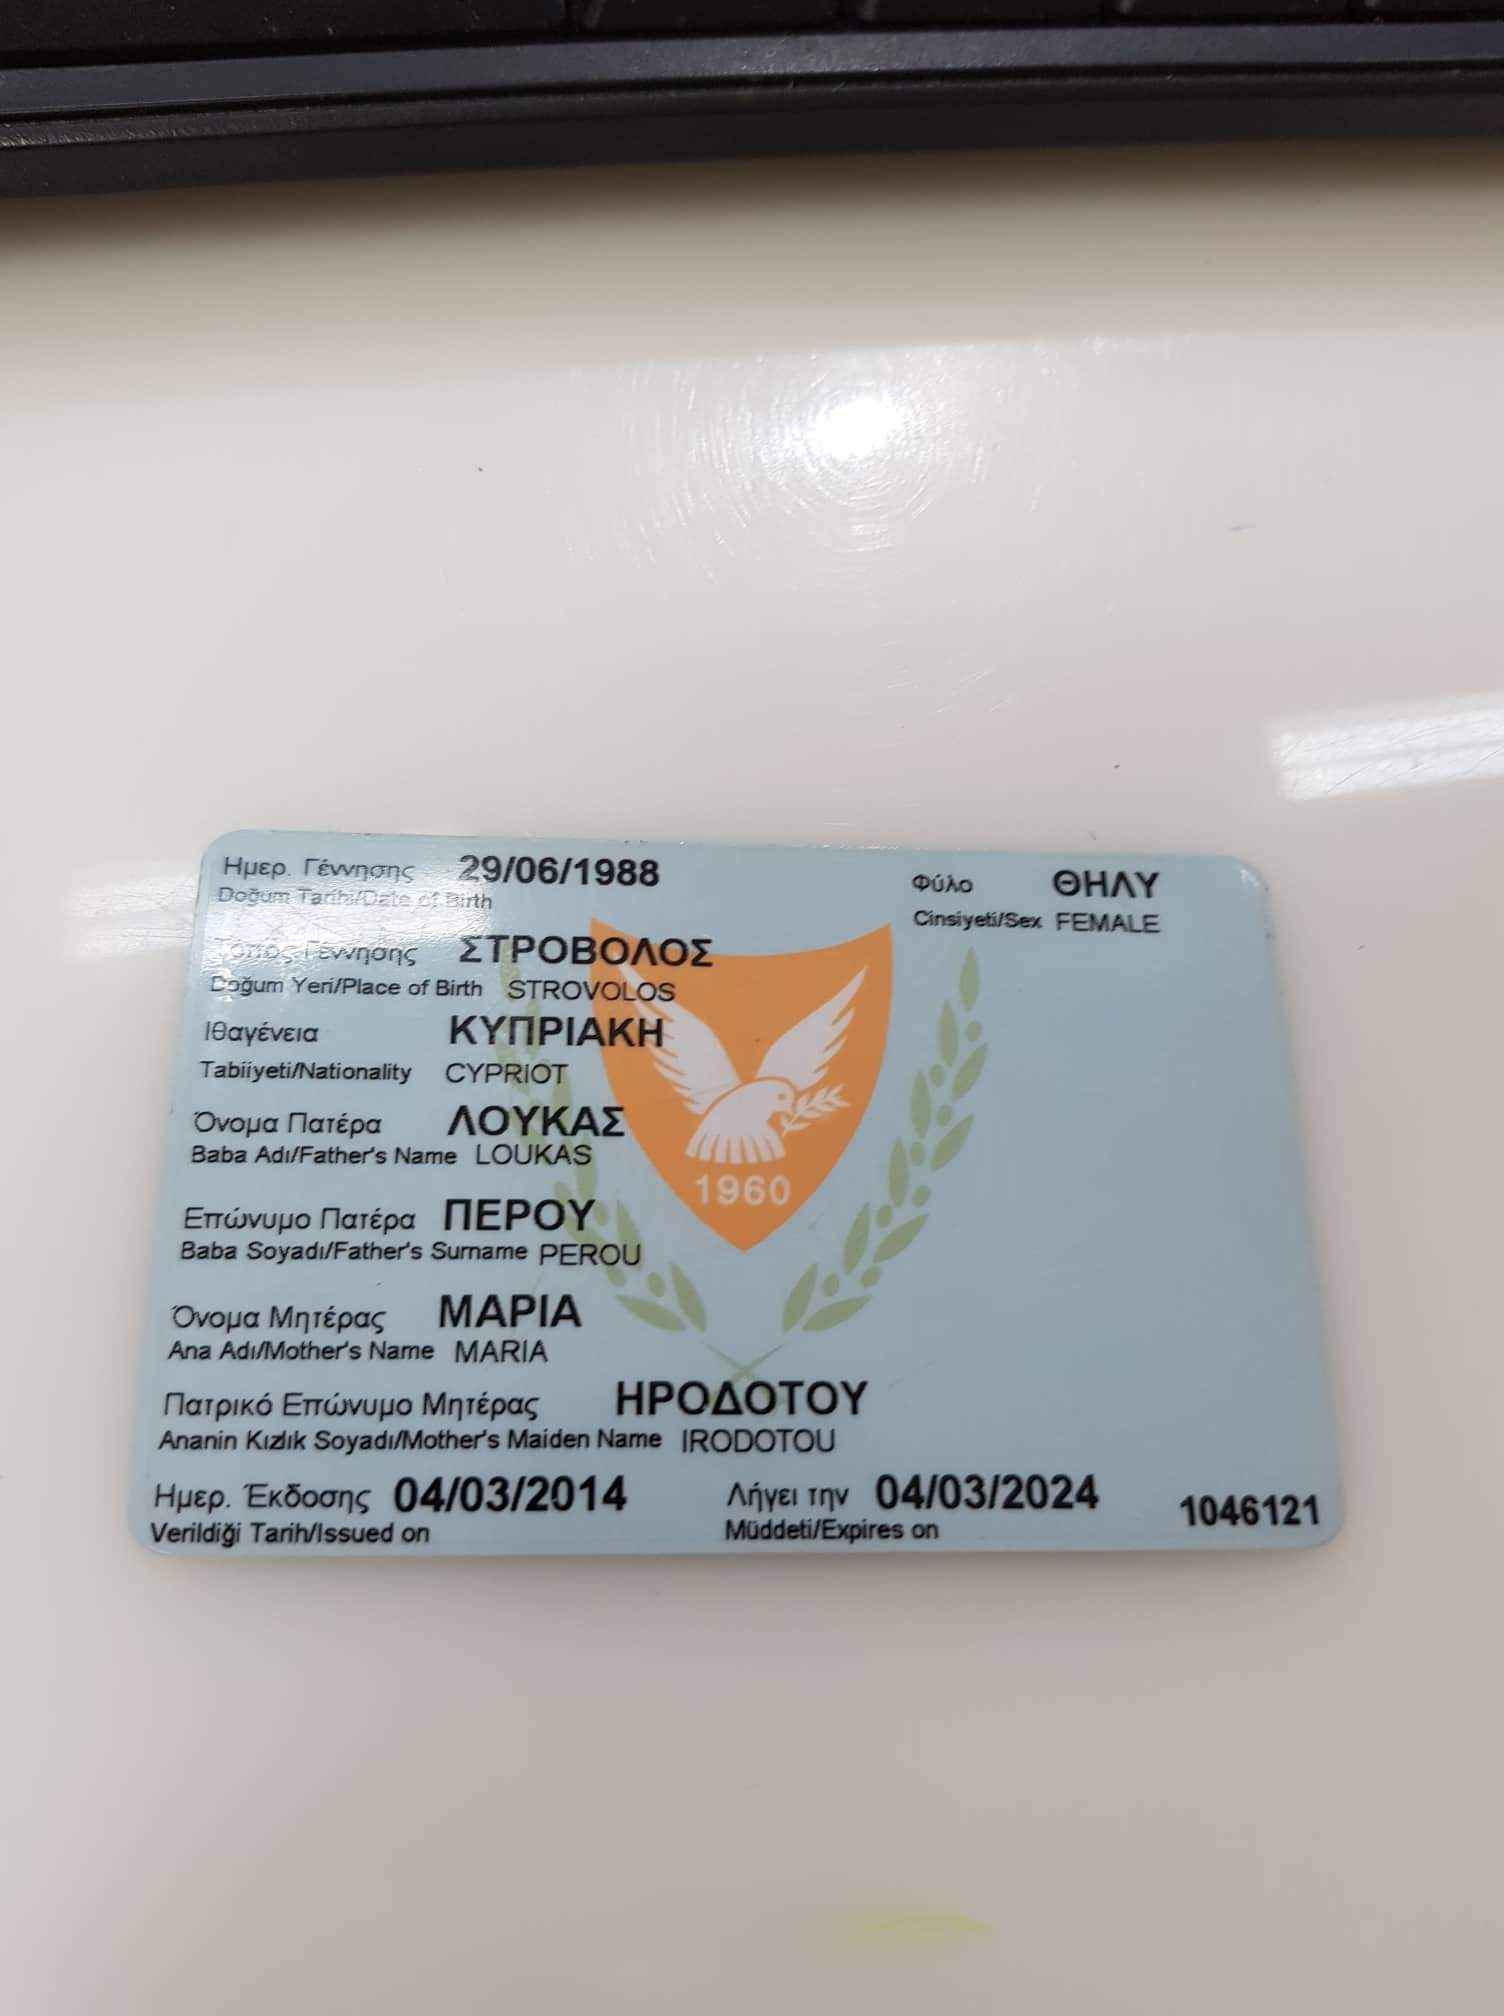 Ημερ. Γέννησης 29/06/1988
Doğum Tarihi/Date of Birth
Φύλο ΘΗΛΥ
Cinsiyeti/Sex FEMALE
Τόπος Γέννησης ΣΤΡΟΒΟΛΟΣ
Doğum Yeri/Place of Birth STROVOLOS
Ιθαγένεια ΚΥΠΡΙΑΚΗ
Tabiiyeti/Nationality CYPRIOT
Όνομα Πατέρα ΛΟΥΚΑΣ
Baba Adı/Father's Name LOUKAS
1960
Επώνυμο Πατέρα ΠΕΡΟΥ
Baba Soyadı/Father's Surname PEROU
Όνομα Μητέρας ΜΑΡΙΑ
Ana Adı/Mother's Name MARIA
Πατρικό Επώνυμο Μητέρας ΗΡΟΔΟΤΟΥ
Ananin Kızlık Soyadı/Mother's Maiden Name IRODOTOU
Ημερ. Έκδοσης 04/03/2014 Λήγει την 04/03/2024 1046121
Verildiği Tarih/Issued on Müddeti/Expires on